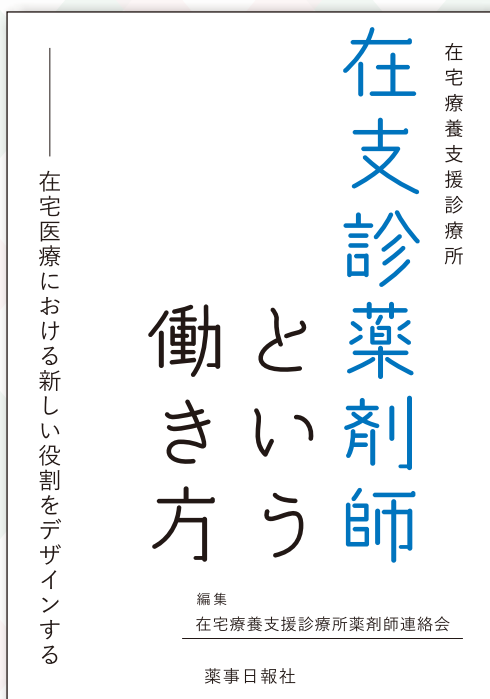 在宅療養支援診療所
在支診薬剤師
という
働き方
在宅医療における新しい役割をデザインする
編集
在宅療養支援診療所薬剤師連絡会
薬事日報社